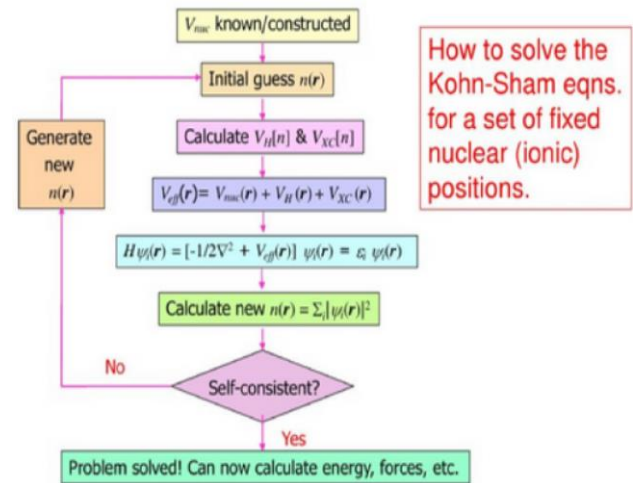 V_nuc known/constructed
Initial guess n(r)
Calculate V_H[n] & V_XC[n]
V_eff(r)= V_nuc(r) + V_H(r) + V_XC(r)
Hψ_i(r) = [-1/2∇² + V_eff(r)] ψ_i(r) = ε_i ψ_i(r)
Calculate new n(r) = Σ_i|ψ_i(r)|²
Self-consistent?
No
Generate
new
n(r)
Yes
Problem solved! Can now calculate energy, forces, etc.
How to solve the
Kohn-Sham eqns.
for a set of fixed
nuclear (ionic)
positions.